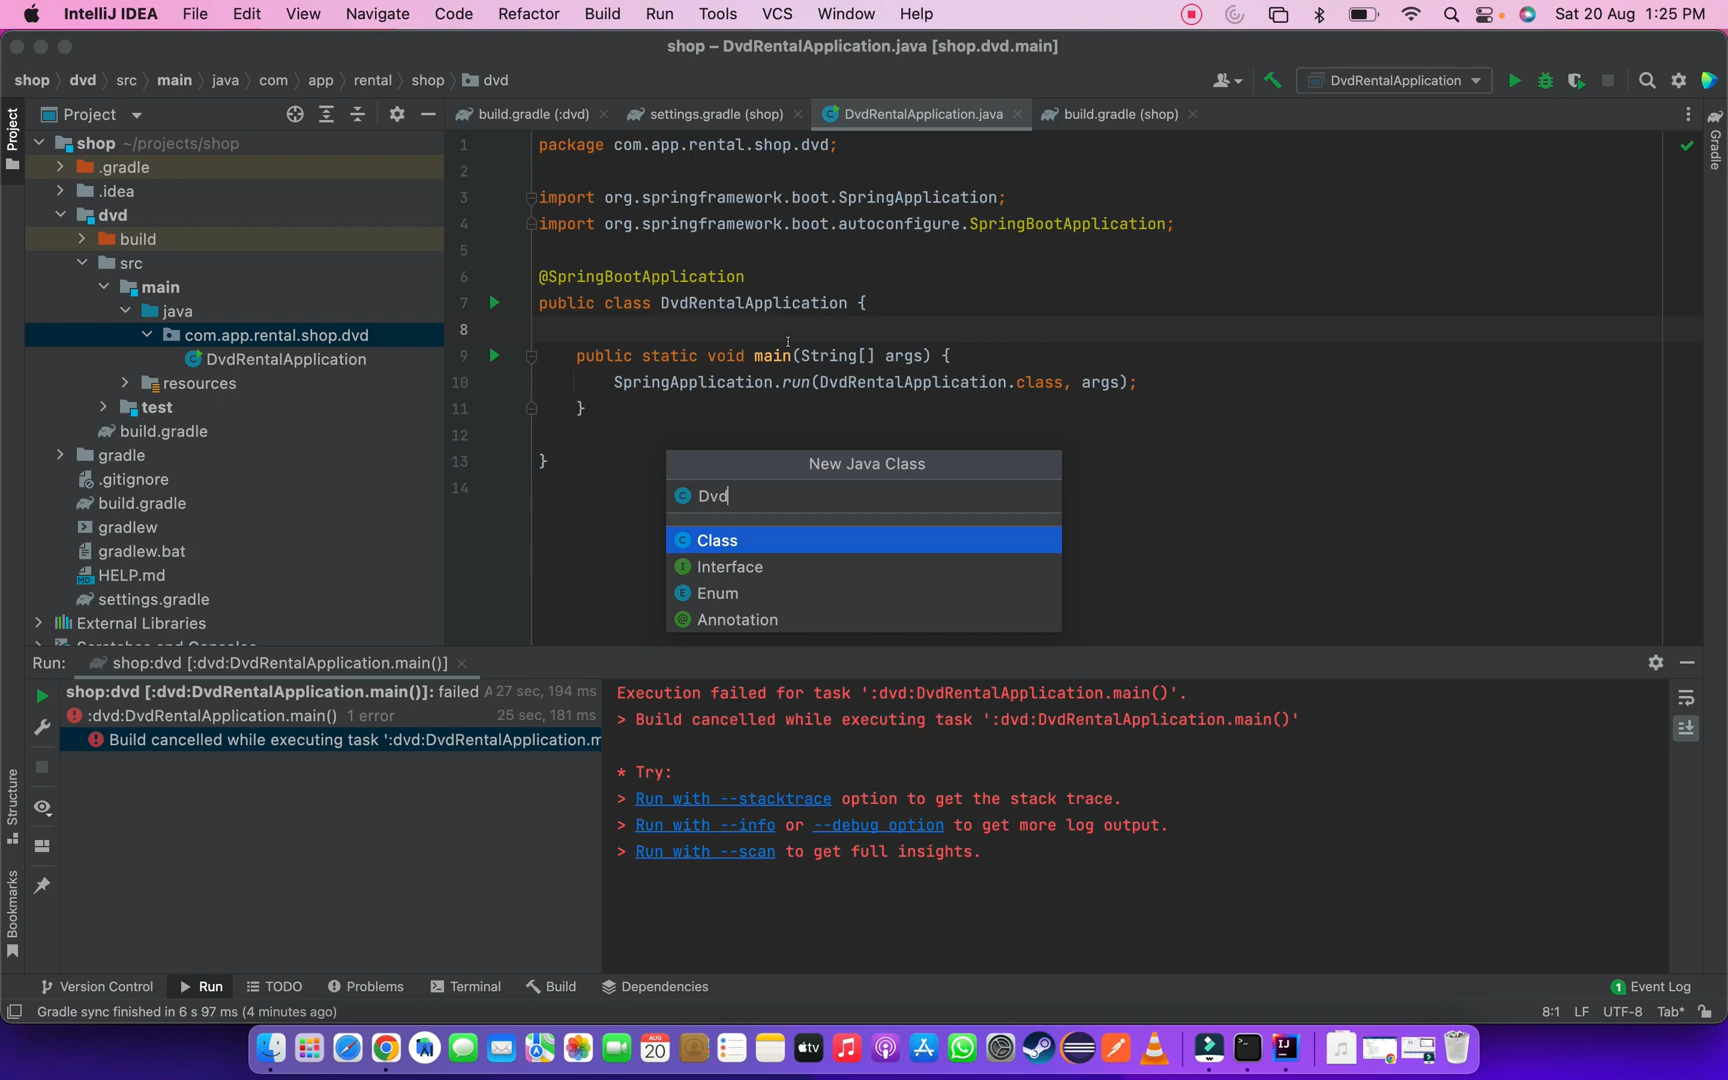 IntelliJ IDEA File Edit View Navigate Code Refactor Build Run Tools VCS Window Help Sat 20 Aug 1:25 PM
shop – DvdRentalApplication.java [shop.dvd.main]
shop dvd src main java com app rental shop dvd DvdRentalApplication
Project
build.gradle (:dvd) settings.gradle (shop) DvdRentalApplication.java build.gradle (shop)
Project
Gradle
shop ~/projects/shop
.gradle
.idea
dvd
build
src
main
java
com.app.rental.shop.dvd
DvdRentalApplication
resources
test
build.gradle
gradle
.gitignore
build.gradle
gradlew
gradlew.bat
HELP.md
settings.gradle
External Libraries
1 package com.app.rental.shop.dvd;
2
3 import org.springframework.boot.SpringApplication;
4 import org.springframework.boot.autoconfigure.SpringBootApplication;
5
6 @SpringBootApplication
7 public class DvdRentalApplication {
8
9 public static void main(String[] args) {
10 SpringApplication.run(DvdRentalApplication.class, args);
11 }
12
13 }
14
New Java Class
Dvd
Class
Interface
Enum
Annotation
Run: shop:dvd [:dvd:DvdRentalApplication.main()]
shop:dvd [:dvd:DvdRentalApplication.main()]: failed A 27 sec, 194 ms
:dvd:DvdRentalApplication.main() 1 error 25 sec, 181 ms
Build cancelled while executing task ':dvd:DvdRentalApplication.m
Execution failed for task ':dvd:DvdRentalApplication.main()'.
> Build cancelled while executing task ':dvd:DvdRentalApplication.main()'
* Try:
> Run with --stacktrace option to get the stack trace.
> Run with --info or --debug option to get more log output.
> Run with --scan to get full insights.
Structure
Bookmarks
Version Control Run TODO Problems Terminal Build Dependencies 1 Event Log
Gradle sync finished in 6 s 97 ms (4 minutes ago) 8:1 LF UTF-8 Tab*
AUG
20
tv